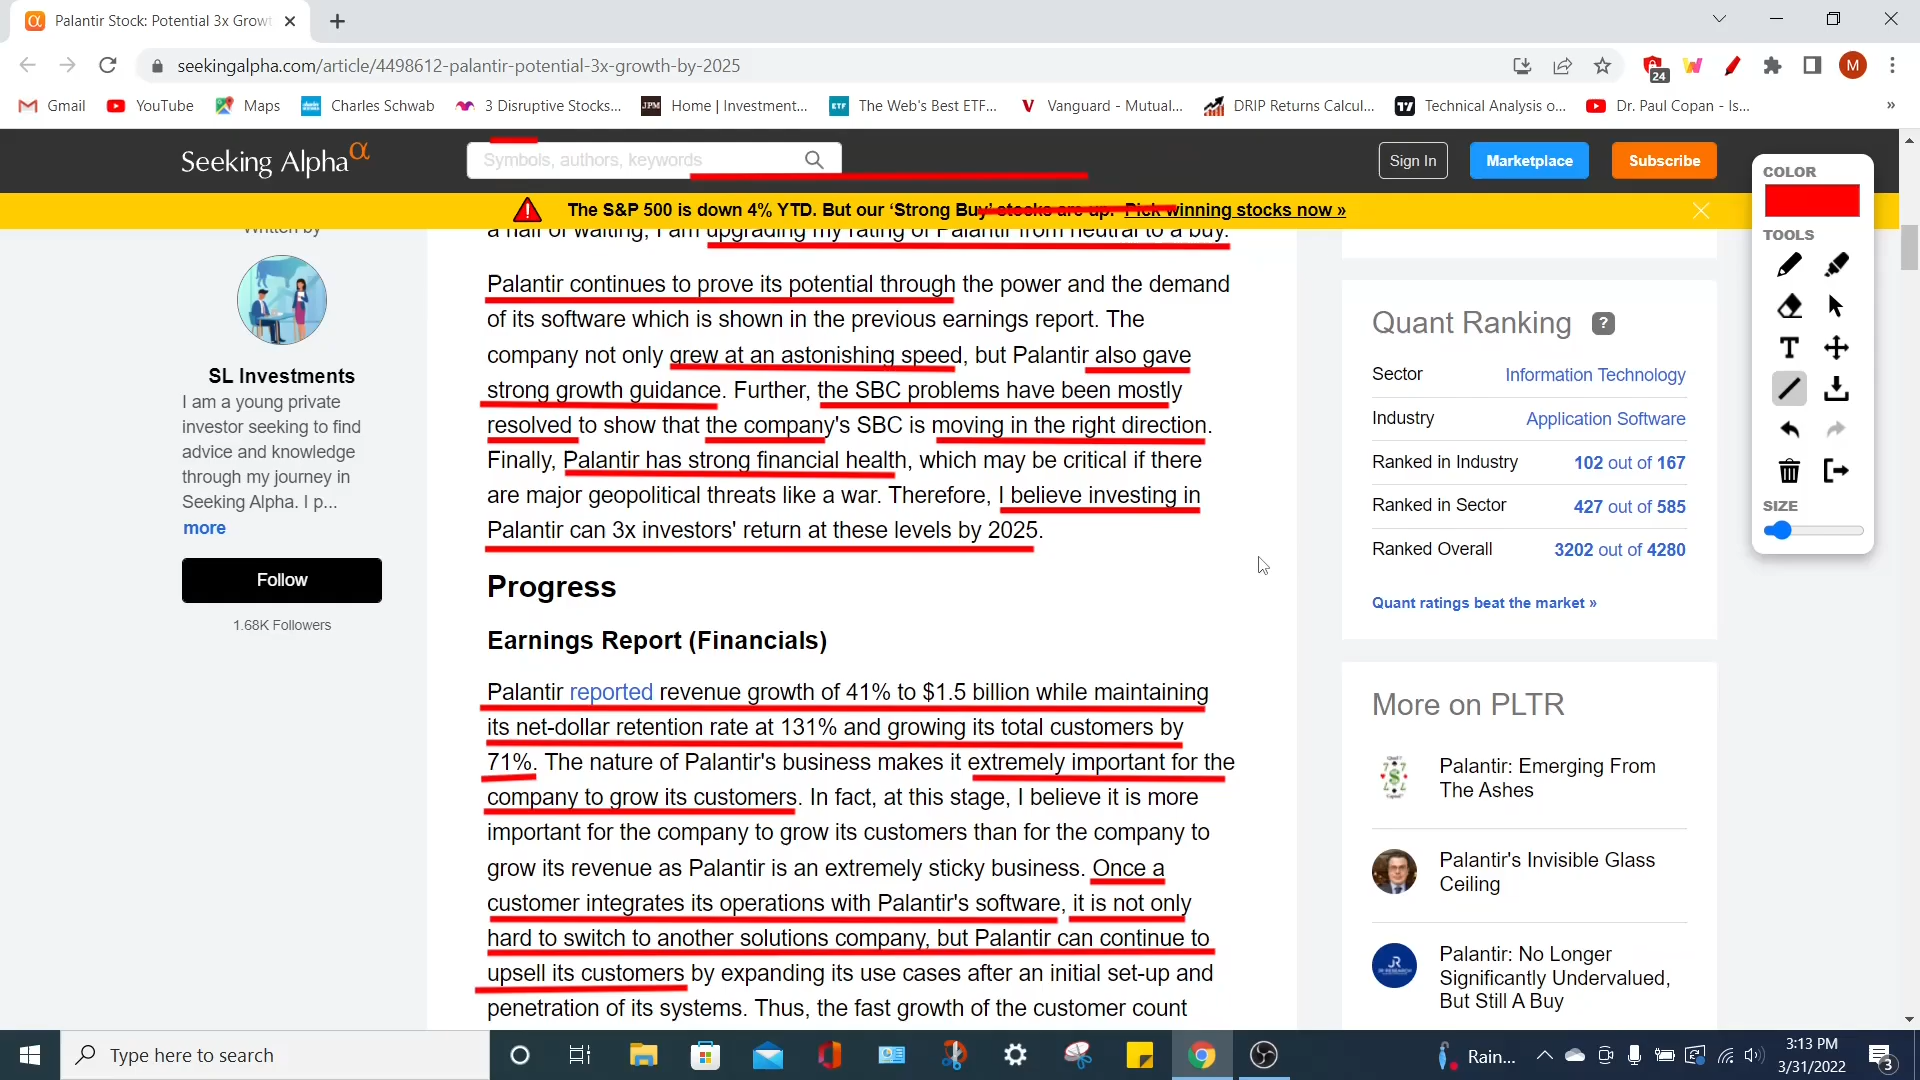 Palantir Stock: Potential 3x Growt
seekingalpha.com/article/4498612-palantir-potential-3x-growth-by-2025
24
M
Gmail
YouTube
Maps
Charles Schwab
3 Disruptive Stocks...
JPM
Home | Investment...
ETF
The Web's Best ETF...
Vanguard - Mutual...
DRIP Returns Calcul...
Technical Analysis o...
Dr. Paul Copan - Is...
»
Seeking Alpha α
Symbols, authors, keywords
Sign In
Marketplace
Subscribe
The S&P 500 is down 4% YTD. But our ‘Strong Buy’ stocks are up. Pick winning stocks now »
Written by
SL Investments
I am a young private
investor seeking to find
advice and knowledge
through my journey in
Seeking Alpha. I p...
more
Follow
1.68K Followers
a half of waiting, I am upgrading my rating of Palantir from neutral to a buy.
Palantir continues to prove its potential through the power and the demand
of its software which is shown in the previous earnings report. The
company not only grew at an astonishing speed, but Palantir also gave
strong growth guidance. Further, the SBC problems have been mostly
resolved to show that the company's SBC is moving in the right direction.
Finally, Palantir has strong financial health, which may be critical if there
are major geopolitical threats like a war. Therefore, I believe investing in
Palantir can 3x investors' return at these levels by 2025.
Progress
Earnings Report (Financials)
Palantir reported revenue growth of 41% to $1.5 billion while maintaining
its net-dollar retention rate at 131% and growing its total customers by
71%. The nature of Palantir's business makes it extremely important for the
company to grow its customers. In fact, at this stage, I believe it is more
important for the company to grow its customers than for the company to
grow its revenue as Palantir is an extremely sticky business. Once a
customer integrates its operations with Palantir's software, it is not only
hard to switch to another solutions company, but Palantir can continue to
upsell its customers by expanding its use cases after an initial set-up and
penetration of its systems. Thus, the fast growth of the customer count
Quant Ranking ?
Sector Information Technology
Industry Application Software
Ranked in Industry 102 out of 167
Ranked in Sector 427 out of 585
Ranked Overall 3202 out of 4280
Quant ratings beat the market »
More on PLTR
Palantir: Emerging From
The Ashes
Palantir's Invisible Glass
Ceiling
Palantir: No Longer
Significantly Undervalued,
But Still A Buy
COLOR
TOOLS
T
SIZE
Type here to search
Rain...
3:13 PM
3/31/2022
3